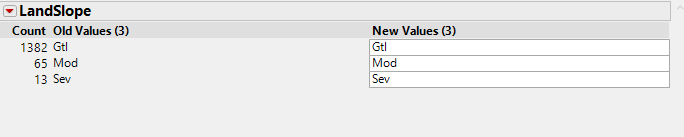 LandSlope
Count Old Values (3) New Values (3)
1382 Gtl Gtl
65 Mod Mod
13 Sev Sev